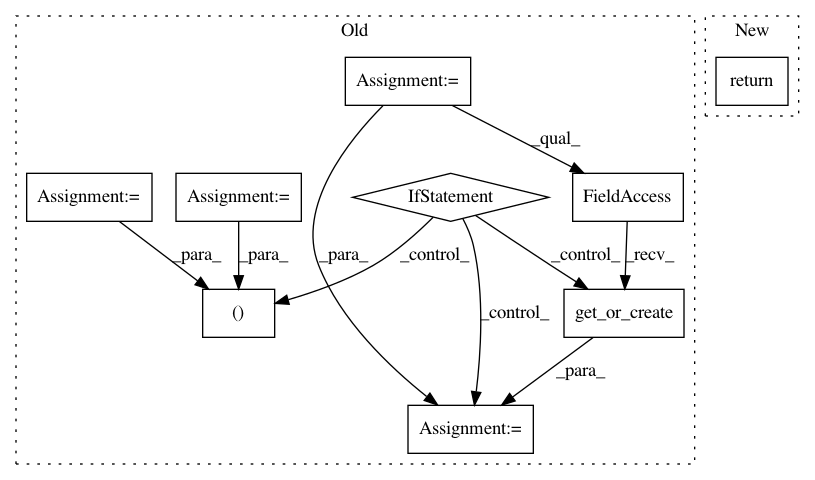 Old
New
Assignment:=
return
_qual_
Assignment:=
Assignment:=
IfStatement
FieldAccess
_para_
_para_
_para_
_control_
_control_
_recv_
()
_control_
get_or_create
_para_
Assignment:=